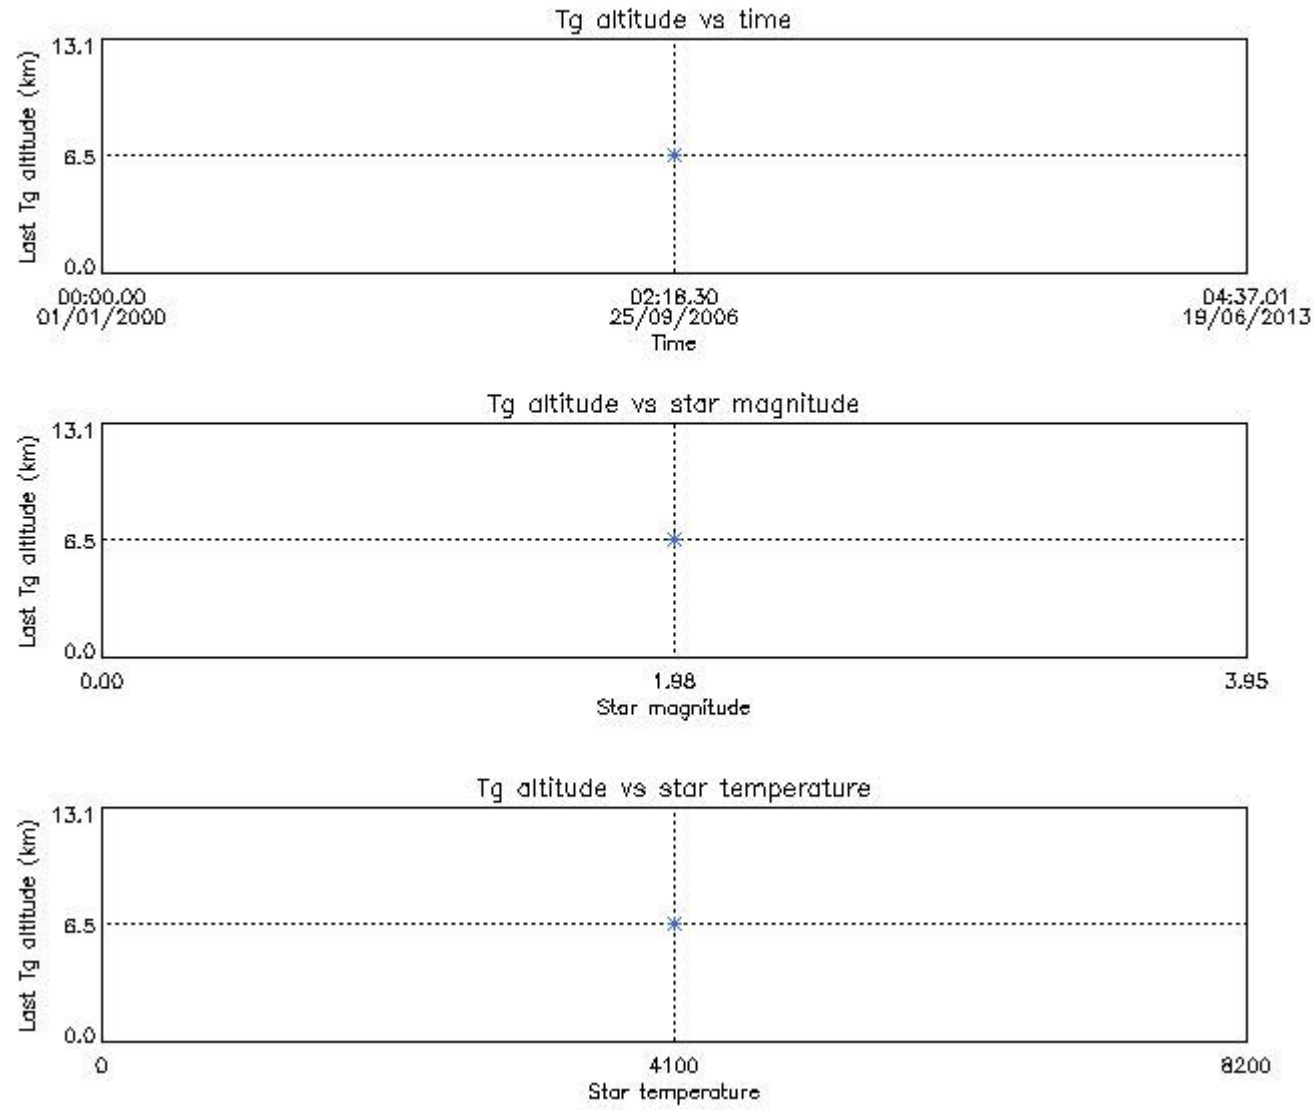 Tg altitude vs time
Last Tg altitude (km)
13.1
6.5
0.0
00:00.00 02:18.30 04:37.01
01/01/2000 25/09/2006 19/06/2013
Time
Tg altitude vs star magnitude
Last Tg altitude (km)
13.1
6.5
0.0
0.00 1.98 3.95
Star magnitude
Tg altitude vs star temperature
Last Tg altitude (km)
13.1
6.5
0.0
0 4100 8200
Star temperature